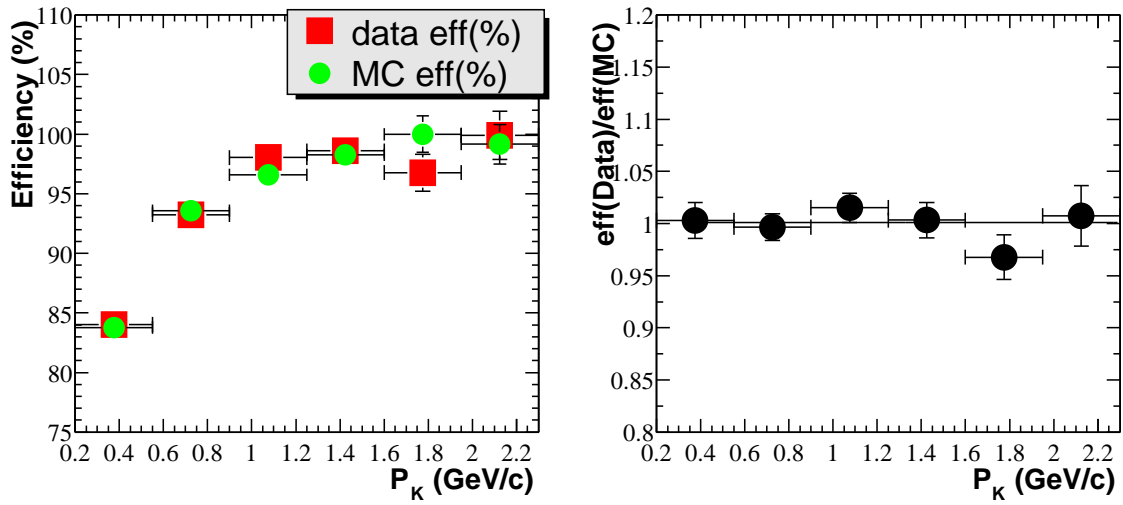 Efficiency (%)
110
105
100
95
90
85
80
75
data eff(%)
MC eff(%)
0.2 0.4 0.6 0.8 1 1.2 1.4 1.6 1.8 2 2.2
P_K (GeV/c)
eff(Data)/eff(MC)
1.2
1.15
1.1
1.05
1
0.95
0.9
0.85
0.8
0.2 0.4 0.6 0.8 1 1.2 1.4 1.6 1.8 2 2.2
P_K (GeV/c)